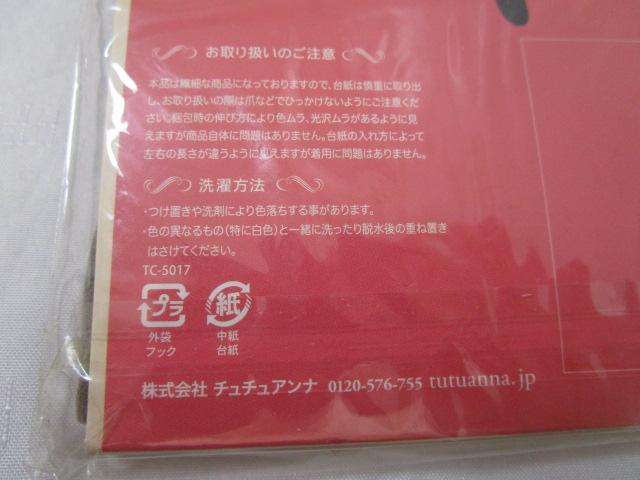 お取り扱いのご注意
本品は繊細な商品になっておりますので、台紙は慎重に取り出
し、お取り扱いの際は爪などでひっかけないようにご注意くだ
さい。梱包時の伸び方により色ムラ、光沢ムラがあるように見
えますが商品自体に問題はありません。台紙の入れ方によって
左右の長さが違うように見えますが着用に問題はありません。
洗濯方法
・つけ置きや洗剤により色落ちする事があります。
・色の異なるもの(特に白色)と一緒に洗ったり脱水後の重ね置き
はさけてください。
TC-5017
プラ 紙
外袋 中紙
フック 台紙
株式会社 チュチュアンナ 0120-576-755 tutuanna.jp